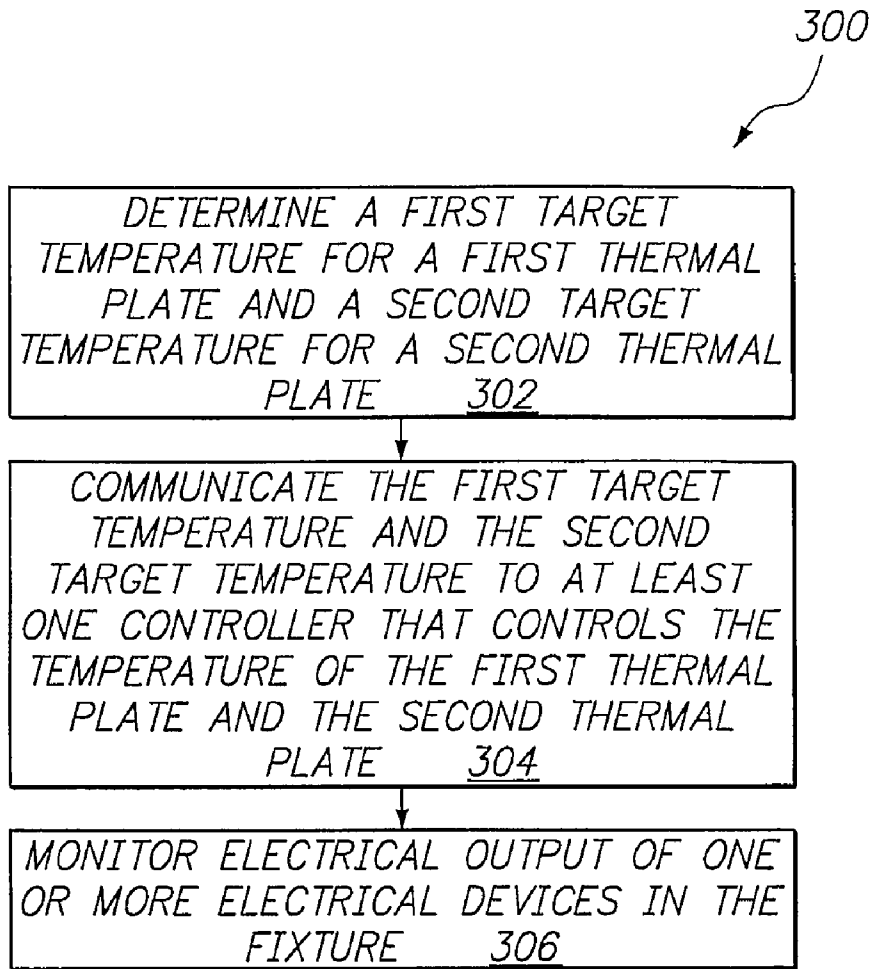 300
DETERMINE A FIRST TARGET
TEMPERATURE FOR A FIRST THERMAL
PLATE AND A SECOND TARGET
TEMPERATURE FOR A SECOND THERMAL
PLATE 302
COMMUNICATE THE FIRST TARGET
TEMPERATURE AND THE SECOND
TARGET TEMPERATURE TO AT LEAST
ONE CONTROLLER THAT CONTROLS THE
TEMPERATURE OF THE FIRST THERMAL
PLATE AND THE SECOND THERMAL
PLATE 304
MONITOR ELECTRICAL OUTPUT OF ONE
OR MORE ELECTRICAL DEVICES IN THE
FIXTURE 306